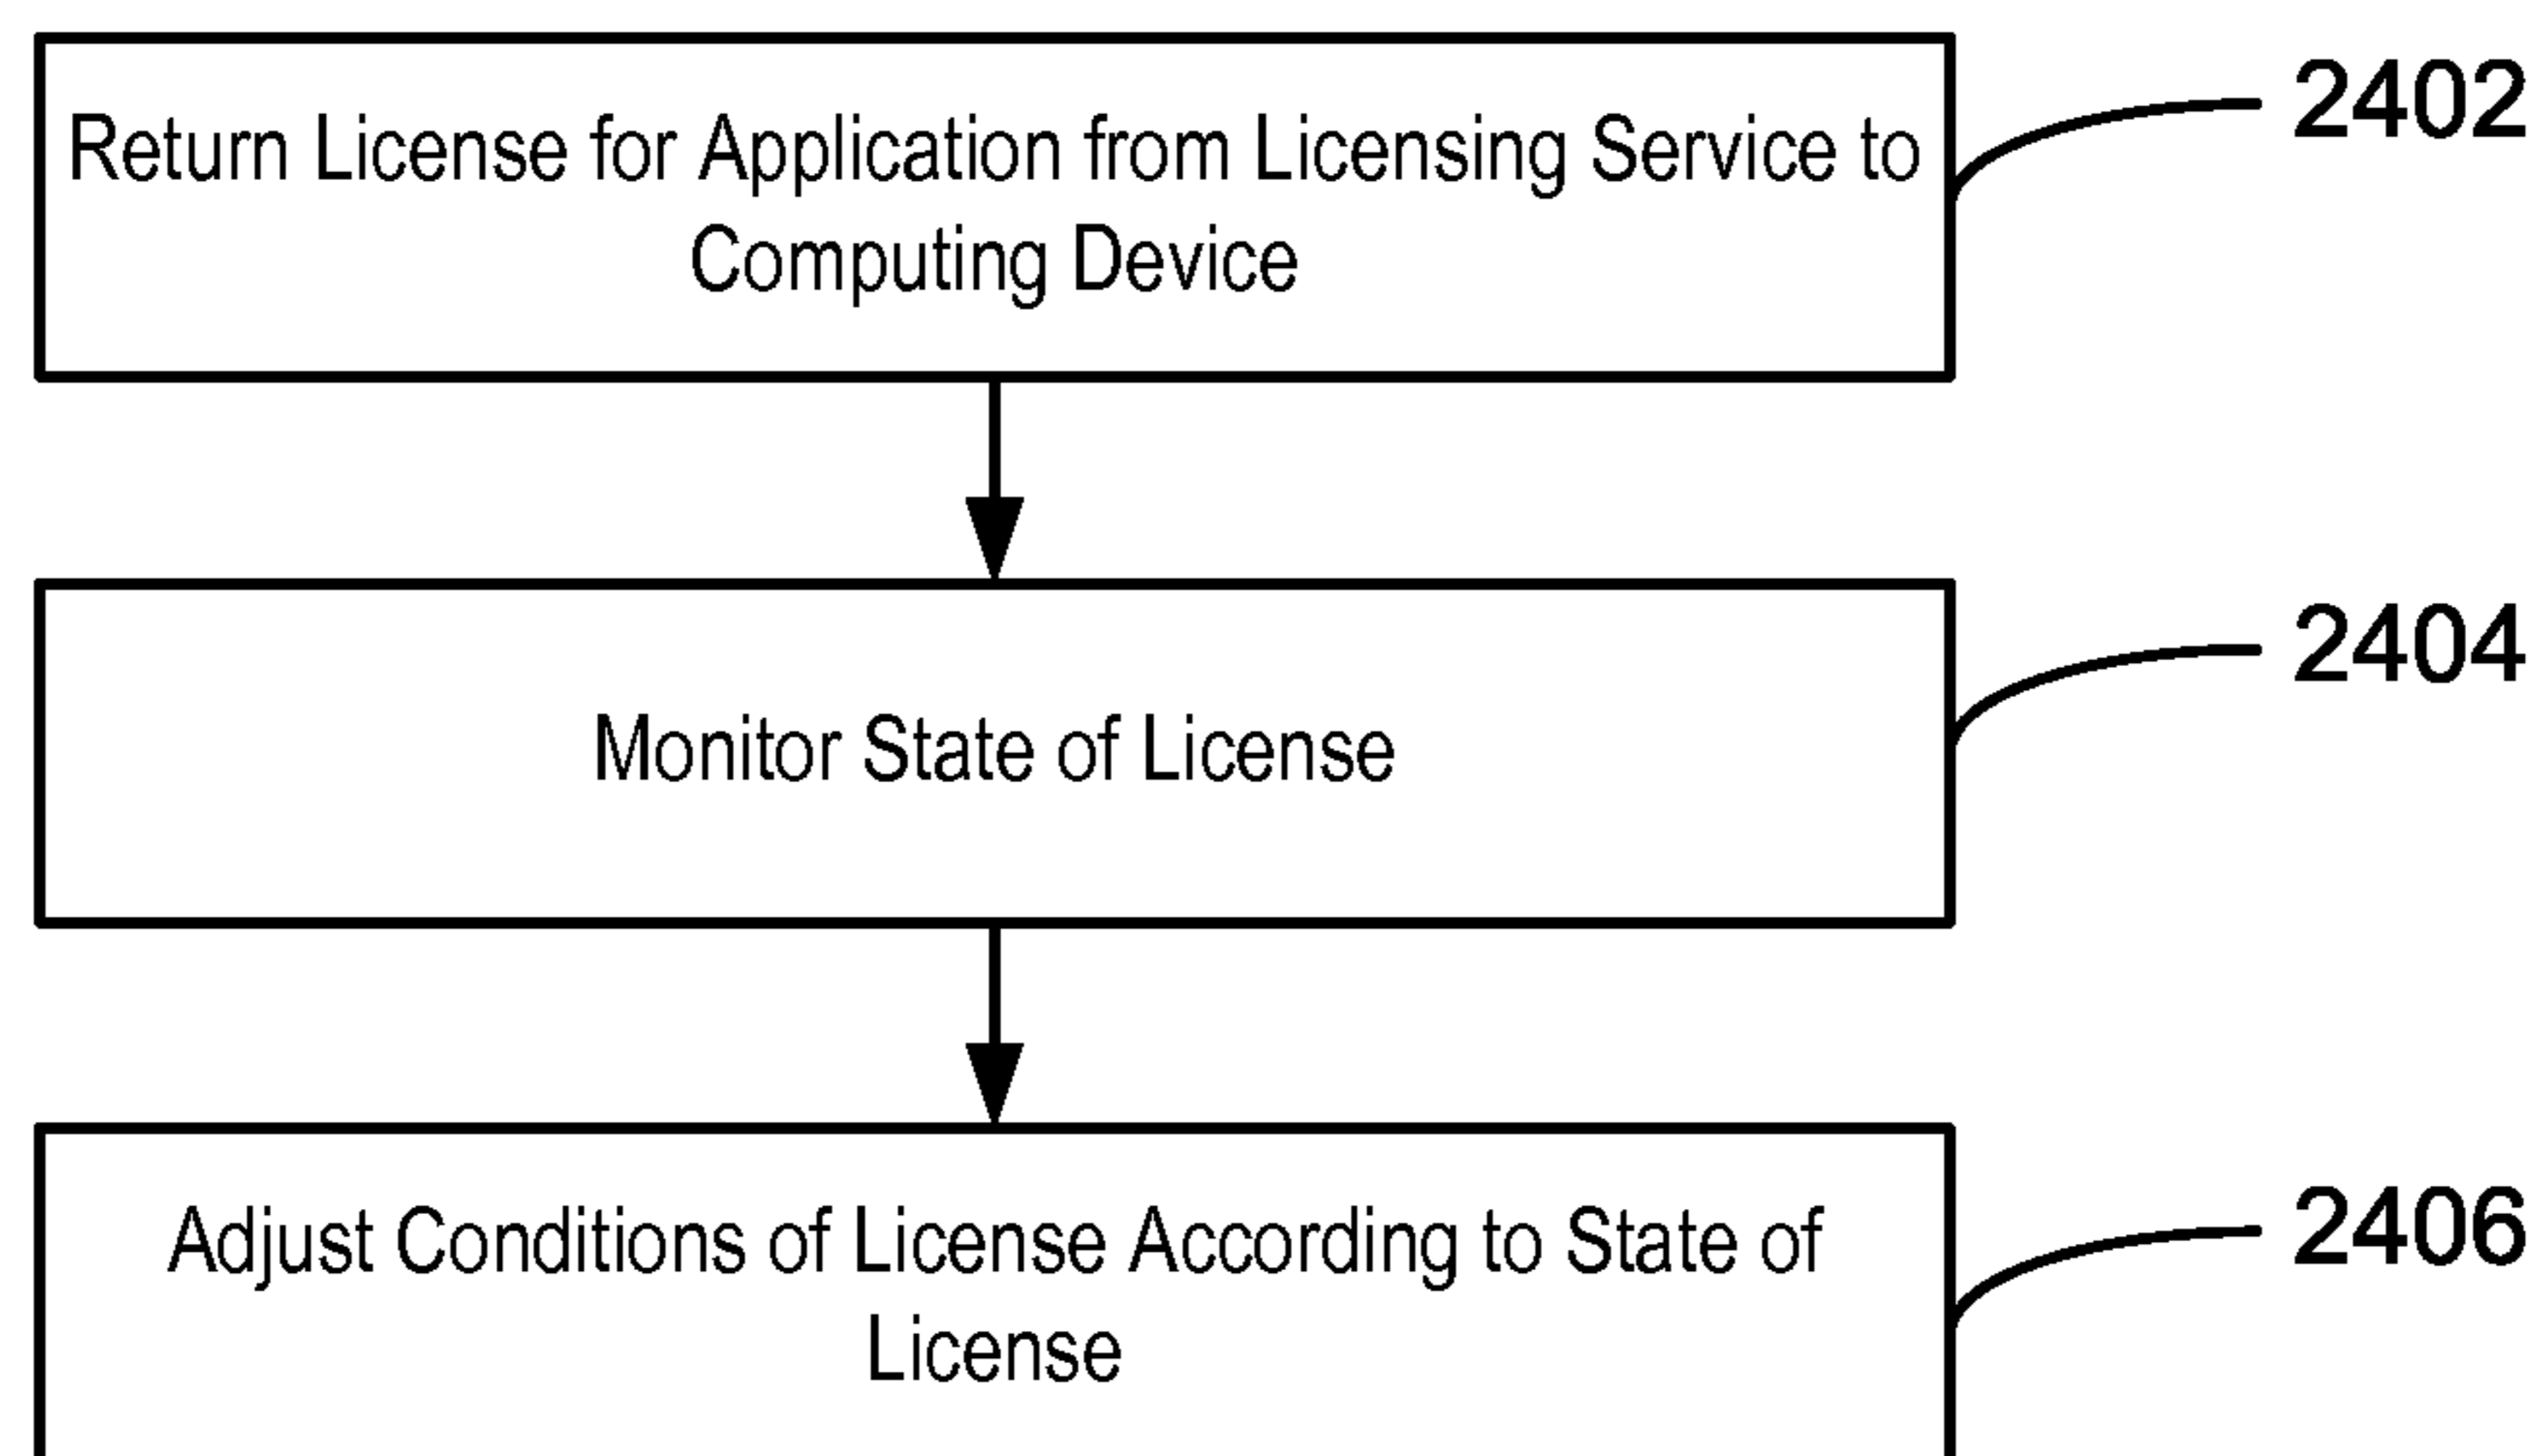 Return License for Application from Licensing Service to
Computing Device
2402
Monitor State of License
2404
Adjust Conditions of License According to State of
License
2406